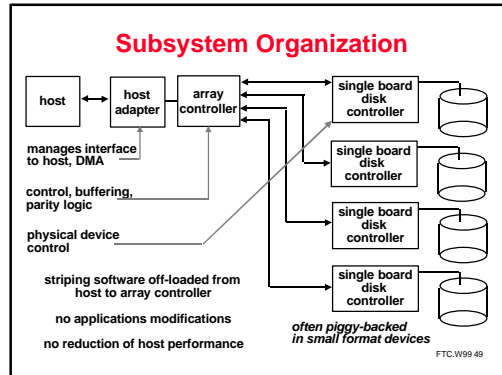 Subsystem Organization
host
host
adapter
array
controller
single board
disk
controller
manages interface
to host, DMA
control, buffering,
parity logic
physical device
control
single board
disk
controller
single board
disk
controller
single board
disk
controller
striping software off-loaded from
host to array controller
no applications modifications
no reduction of host performance
often piggy-backed
in small format devices
FTC.W99 49